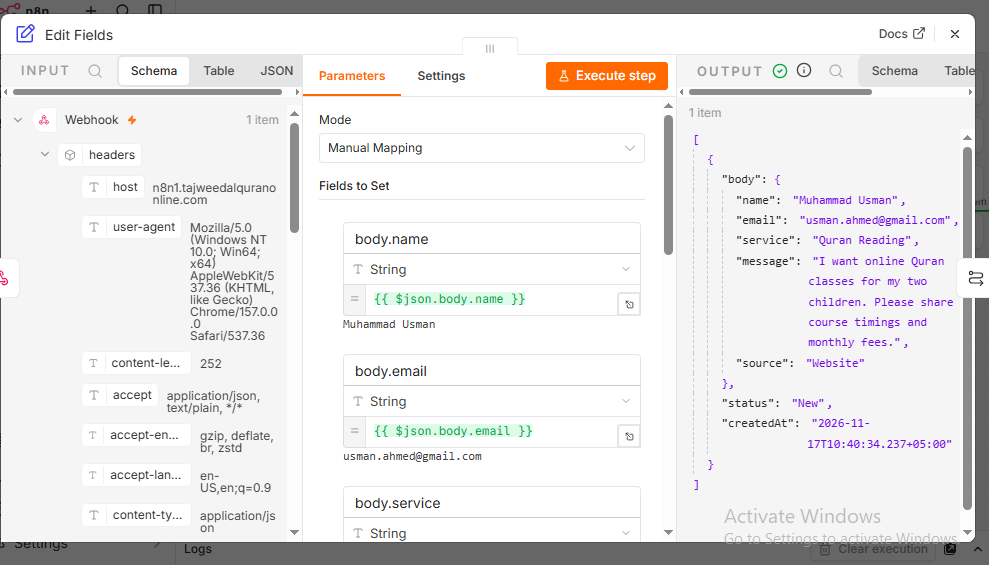 n8n
Edit Fields
Docs
INPUT
Schema
Table
JSON
Webhook
1 item
headers
host
n8n1.tajweedalqurano
nline.com
user-agent
Mozilla/5.0
(Windows NT
10.0; Win64;
x64)
AppleWebKit/5
37.36 (KHTML,
like Gecko)
Chrome/157.0.0
.0
Safari/537.36
content-le...
252
accept
application/json,
text/plain, */*
accept-en...
gzip, deflate,
br, zstd
accept-lan...
en-
US,en;q=0.9
content-ty...
application/js
on
Parameters
Settings
Execute step
Mode
Manual Mapping
Fields to Set
body.name
T String
= {{ $json.body.name }}
Muhammad Usman
body.email
T String
= {{ $json.body.email }}
usman.ahmed@gmail.com
body.service
T String
OUTPUT
Schema
Table
1 item
[
{
"body": {
"name": "Muhammad Usman",
"email": "usman.ahmed@gmail.com",
"service": "Quran Reading",
"message": "I want online Quran
classes for my two
children. Please share
course timings and
monthly fees.",
"source": "Website"
},
"status": "New",
"createdAt": "2026-11-
17T10:40:34.237+05:00"
}
]
Activate Windows
Go to Settings to activate Windows.
Settings
Logs
Clear execution